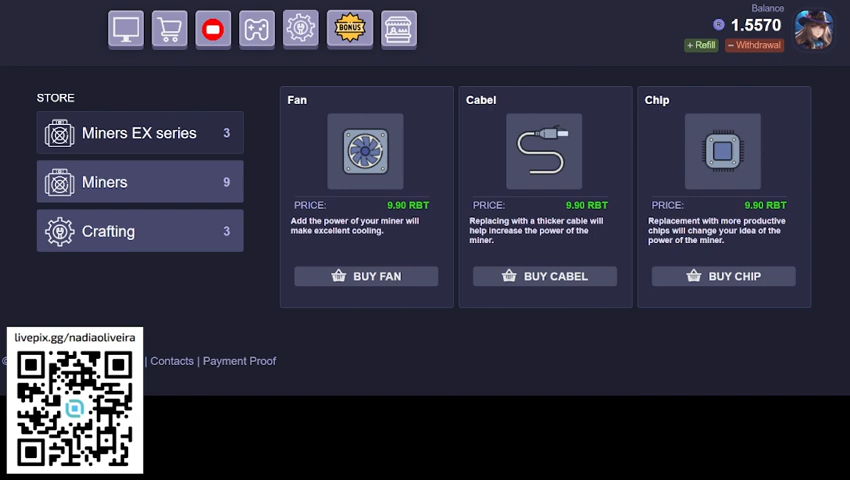 BONUS
Balance
1.5570
+ Refill
− Withdrawal
STORE
Miners EX series 3
Miners 9
Crafting 3
Fan
PRICE: 9.90 RBT
Add the power of your miner will
make excellent cooling.
BUY FAN
Cabel
PRICE: 9.90 RBT
Replacing with a thicker cable will
help increase the power of the
miner.
BUY CABEL
Chip
PRICE: 9.90 RBT
Replacement with more productive
chips will change your idea of the
power of the miner.
BUY CHIP
livepix.gg/nadiaoliveira
| Contacts | Payment Proof